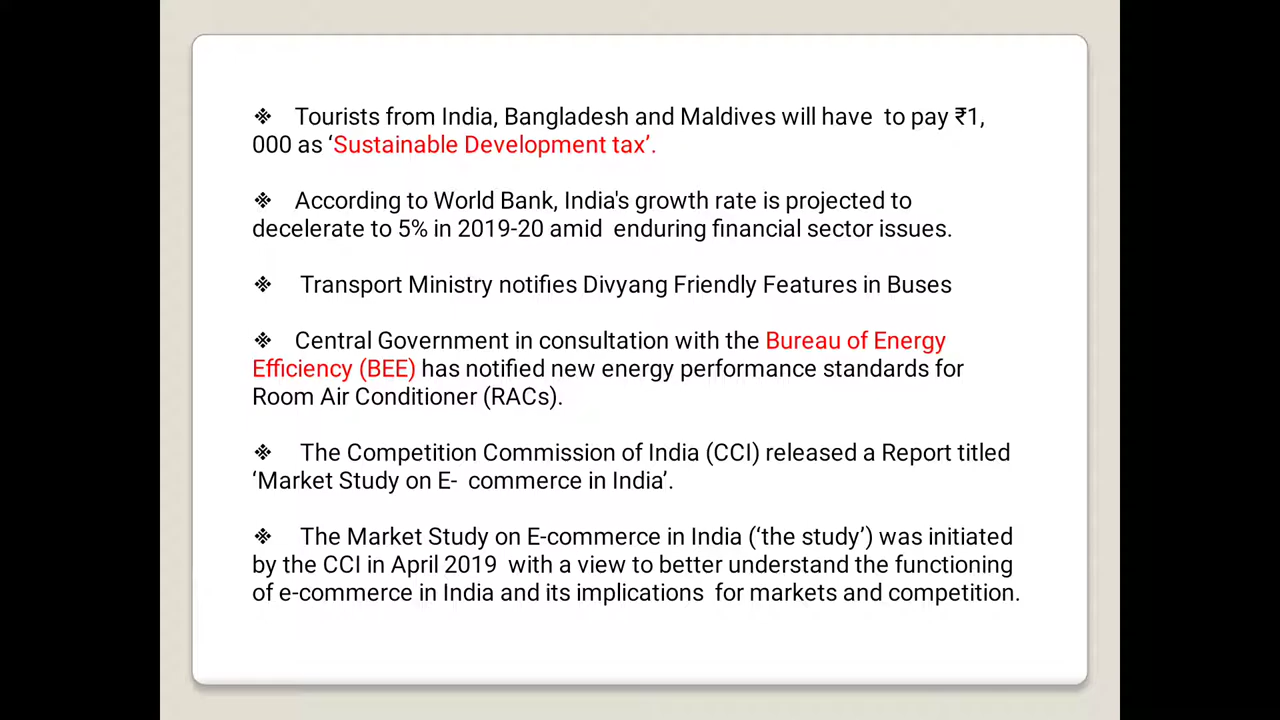 ❖ Tourists from India, Bangladesh and Maldives will have to pay ₹1,
000 as ‘Sustainable Development tax’.
❖ According to World Bank, India's growth rate is projected to
decelerate to 5% in 2019-20 amid enduring financial sector issues.
❖ Transport Ministry notifies Divyang Friendly Features in Buses
❖ Central Government in consultation with the Bureau of Energy
Efficiency (BEE) has notified new energy performance standards for
Room Air Conditioner (RACs).
❖ The Competition Commission of India (CCI) released a Report titled
‘Market Study on E- commerce in India’.
❖ The Market Study on E-commerce in India (‘the study’) was initiated
by the CCI in April 2019 with a view to better understand the functioning
of e-commerce in India and its implications for markets and competition.